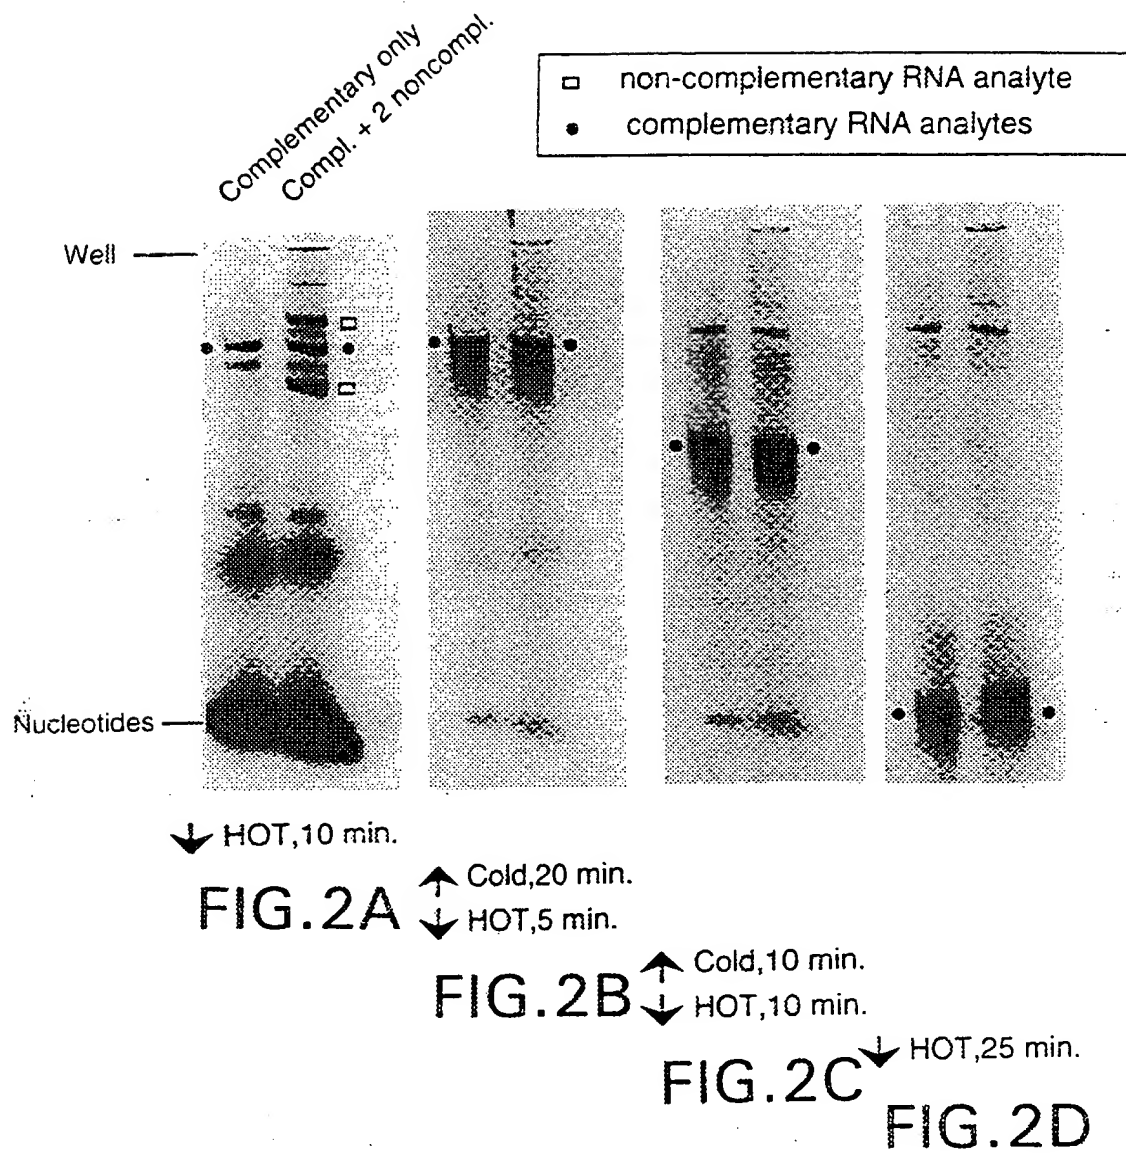 Complementary only
Compl. + 2 noncompl.
non-complementary RNA analyte
complementary RNA analytes
Well
Nucleotides
HOT,10 min.
FIG.2A
Cold,20 min.
HOT,5 min.
FIG.2B
Cold,10 min.
HOT,10 min.
FIG.2C
HOT,25 min.
FIG.2D